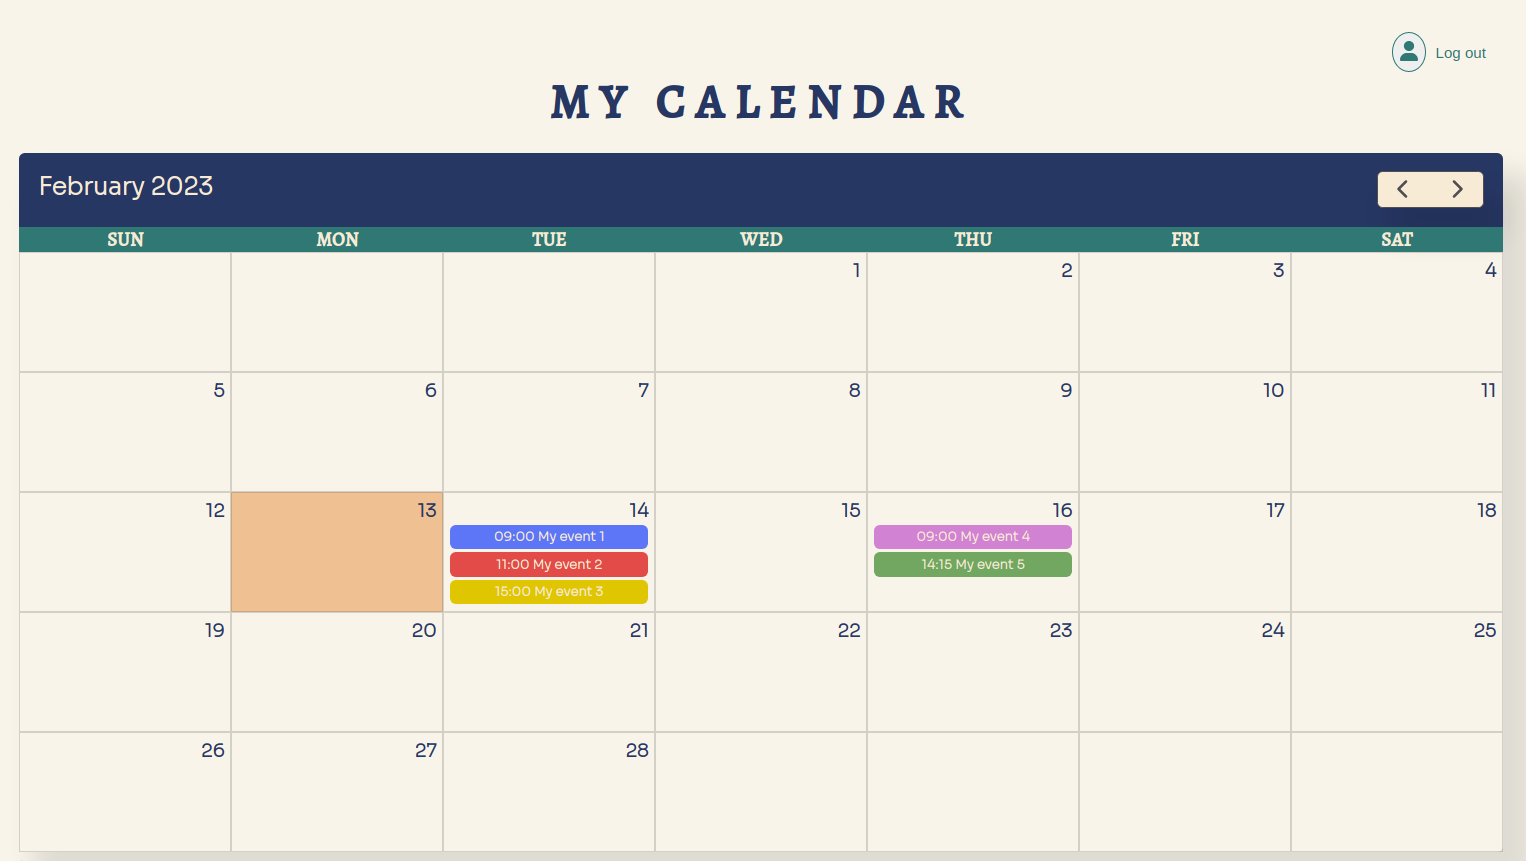 Log out
MY CALENDAR
February 2023
SUN MON TUE WED THU FRI SAT
1 2 3 4
5 6 7 8 9 10 11
12 13 14 15 16 17 18
09:00 My event 1 09:00 My event 4
11:00 My event 2 14:15 My event 5
15:00 My event 3
19 20 21 22 23 24 25
26 27 28